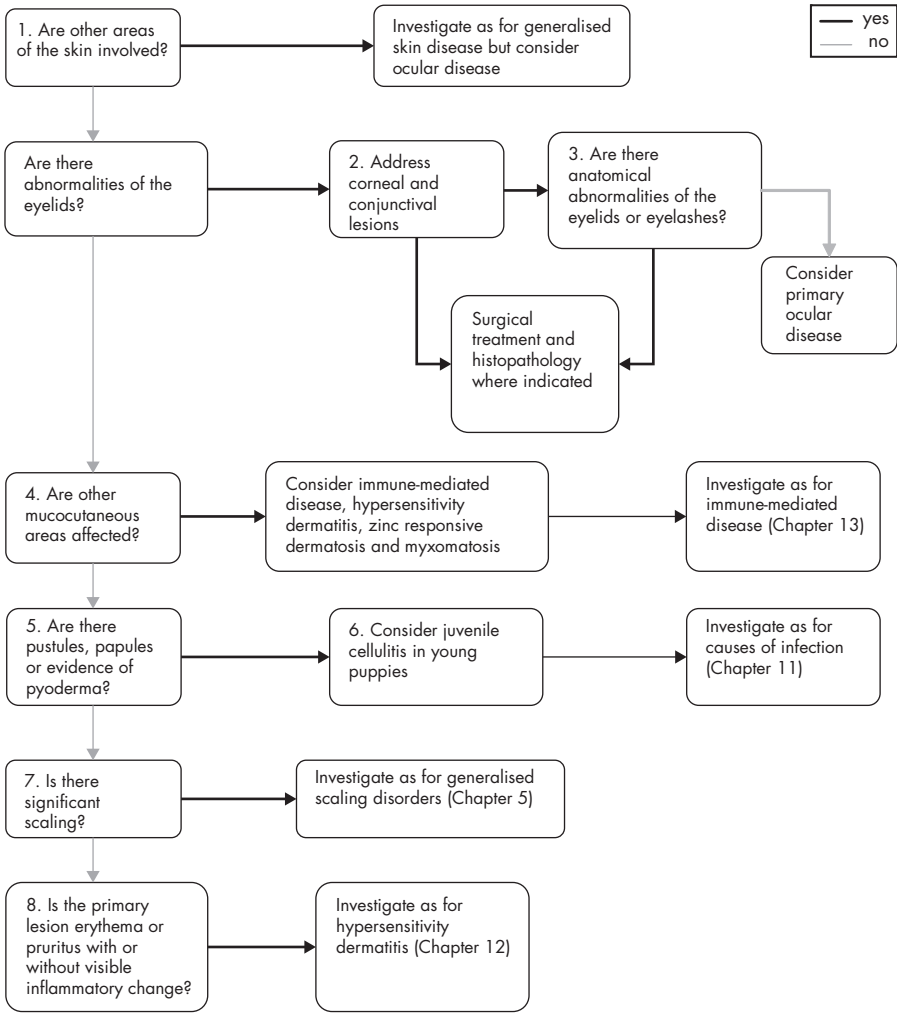 1. Are other areas
of the skin involved?
Investigate as for generalised
skin disease but consider
ocular disease
yes
no
Are there
abnormalities of the
eyelids?
2. Address
corneal and
conjunctival
lesions
3. Are there
anatomical
abnormalities of the
eyelids or eyelashes?
Consider
primary
ocular
disease
Surgical
treatment and
histopathology
where indicated
4. Are other
mucocutaneous
areas affected?
Consider immune-mediated
disease, hypersensitivity
dermatitis, zinc responsive
dermatosis and myxomatosis
Investigate as for
immune-mediated
disease (Chapter 13)
5. Are there
pustules, papules
or evidence of
pyoderma?
6. Consider juvenile
cellulitis in young
puppies
Investigate as for
causes of infection
(Chapter 11)
7. Is there
significant
scaling?
Investigate as for generalised
scaling disorders (Chapter 5)
8. Is the primary
lesion erythema or
pruritus with or
without visible
inflammatory change?
Investigate as for
hypersensitivity
dermatitis (Chapter 12)